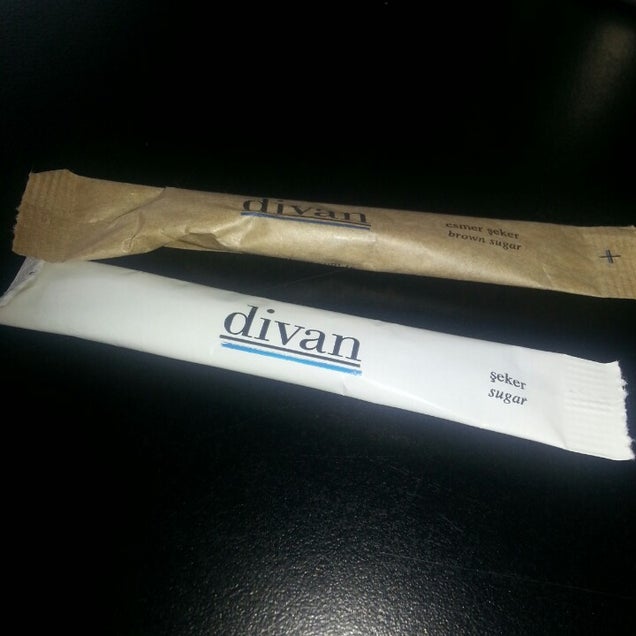 divan
esmer şeker
brown sugar
+
divan
şeker
sugar